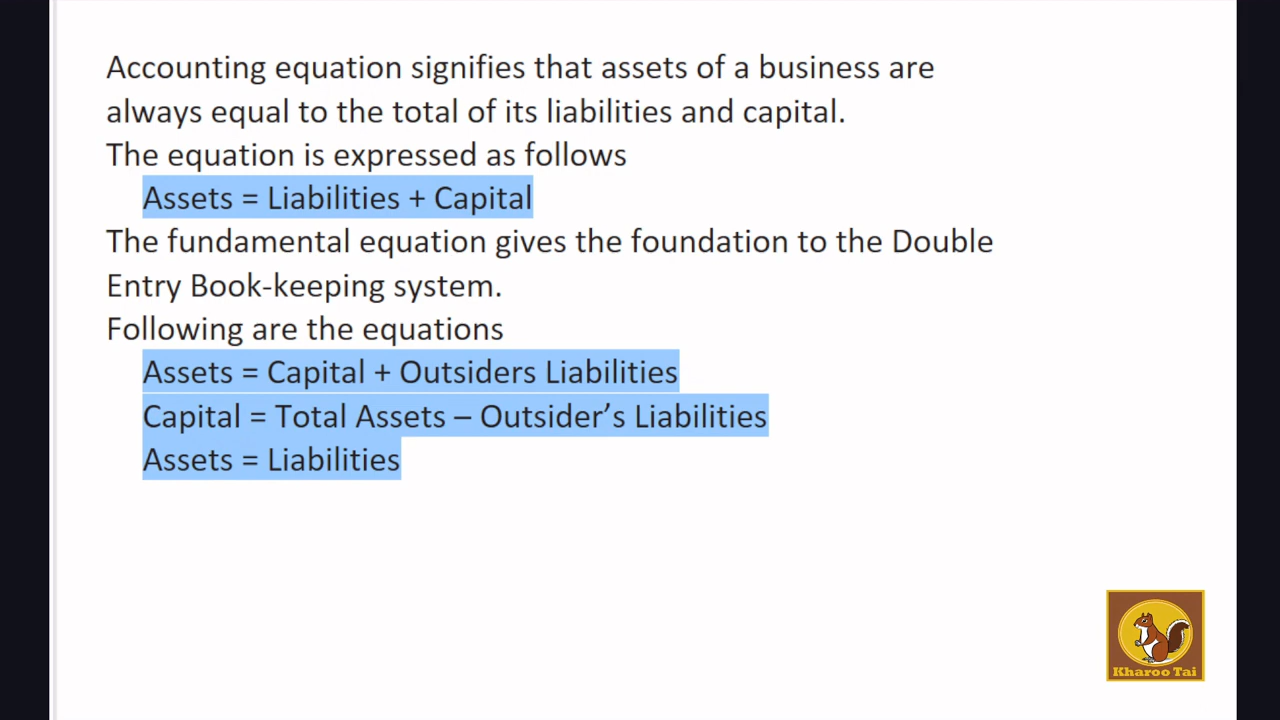 Accounting equation signifies that assets of a business are
always equal to the total of its liabilities and capital.
The equation is expressed as follows
Assets = Liabilities + Capital
The fundamental equation gives the foundation to the Double
Entry Book-keeping system.
Following are the equations
Assets = Capital + Outsiders Liabilities
Capital = Total Assets – Outsider’s Liabilities
Assets = Liabilities
Kharoo Tai